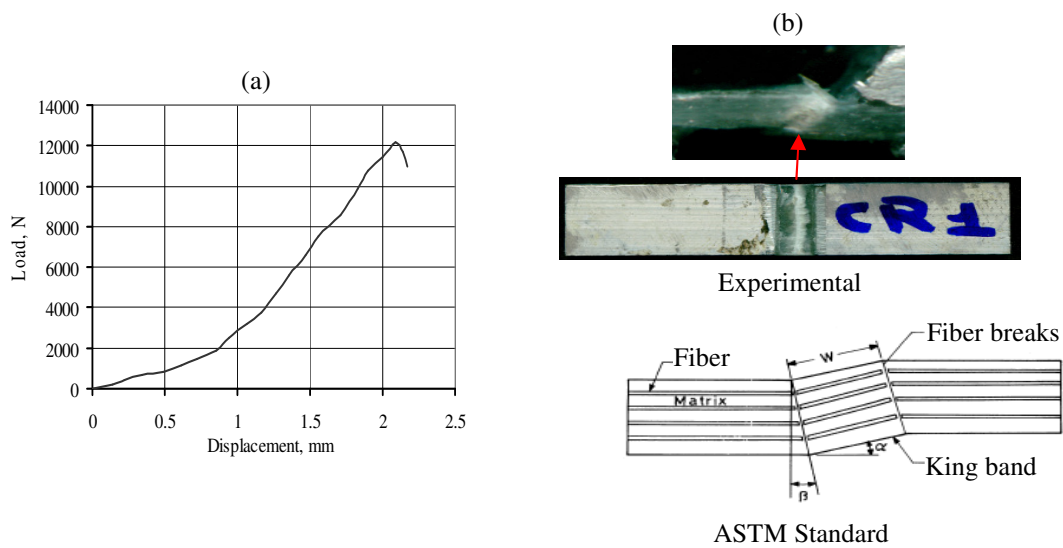 (a)
14000
12000
10000
8000
6000
4000
2000
0
Load, N
0 0.5 1 1.5 2 2.5
Displacement, mm
(b)
CR1
Experimental
Fiber breaks
Fiber
W
Matrix
α
King band
β
ASTM Standard